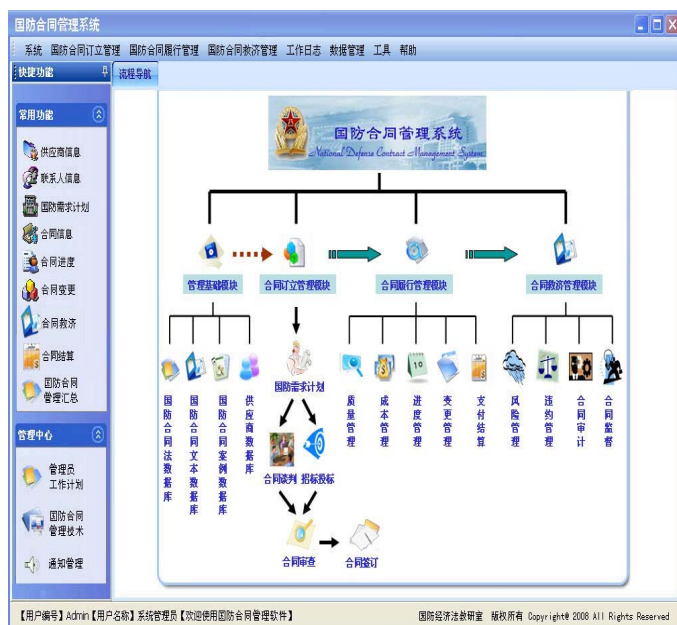 国防合同管理系统
系统 国防合同订立管理 国防合同履行管理 国防合同救济管理 工作日志 数据管理 工具 帮助
快捷功能
流程导航
常用功能
供应商信息
联系人信息
国防需求计划
合同信息
合同进度
合同变更
合同救济
合同结算
国防合同
管理汇总
管理中心
管理员
工作计划
国防合同
管理技术
通知管理
国防合同管理系统
National Defense Contract Management System
管理基础模块
合同订立管理模块
合同履行管理模块
合同救济管理模块
国防合同法数据库
国防合同文本数据库
国防合同案例数据库
供应商数据库
国防需求计划
合同谈判
招标投标
合同审查
合同签订
质量管理
成本管理
进度管理
变更管理
支付结算
风险管理
违约管理
合同审计
合同监督
【用户编号】Admin【用户名称】系统管理员【欢迎使用国防合同管理软件】
国防经济法教研室 版权所有 Copyright® 2008 All Rights Reserved